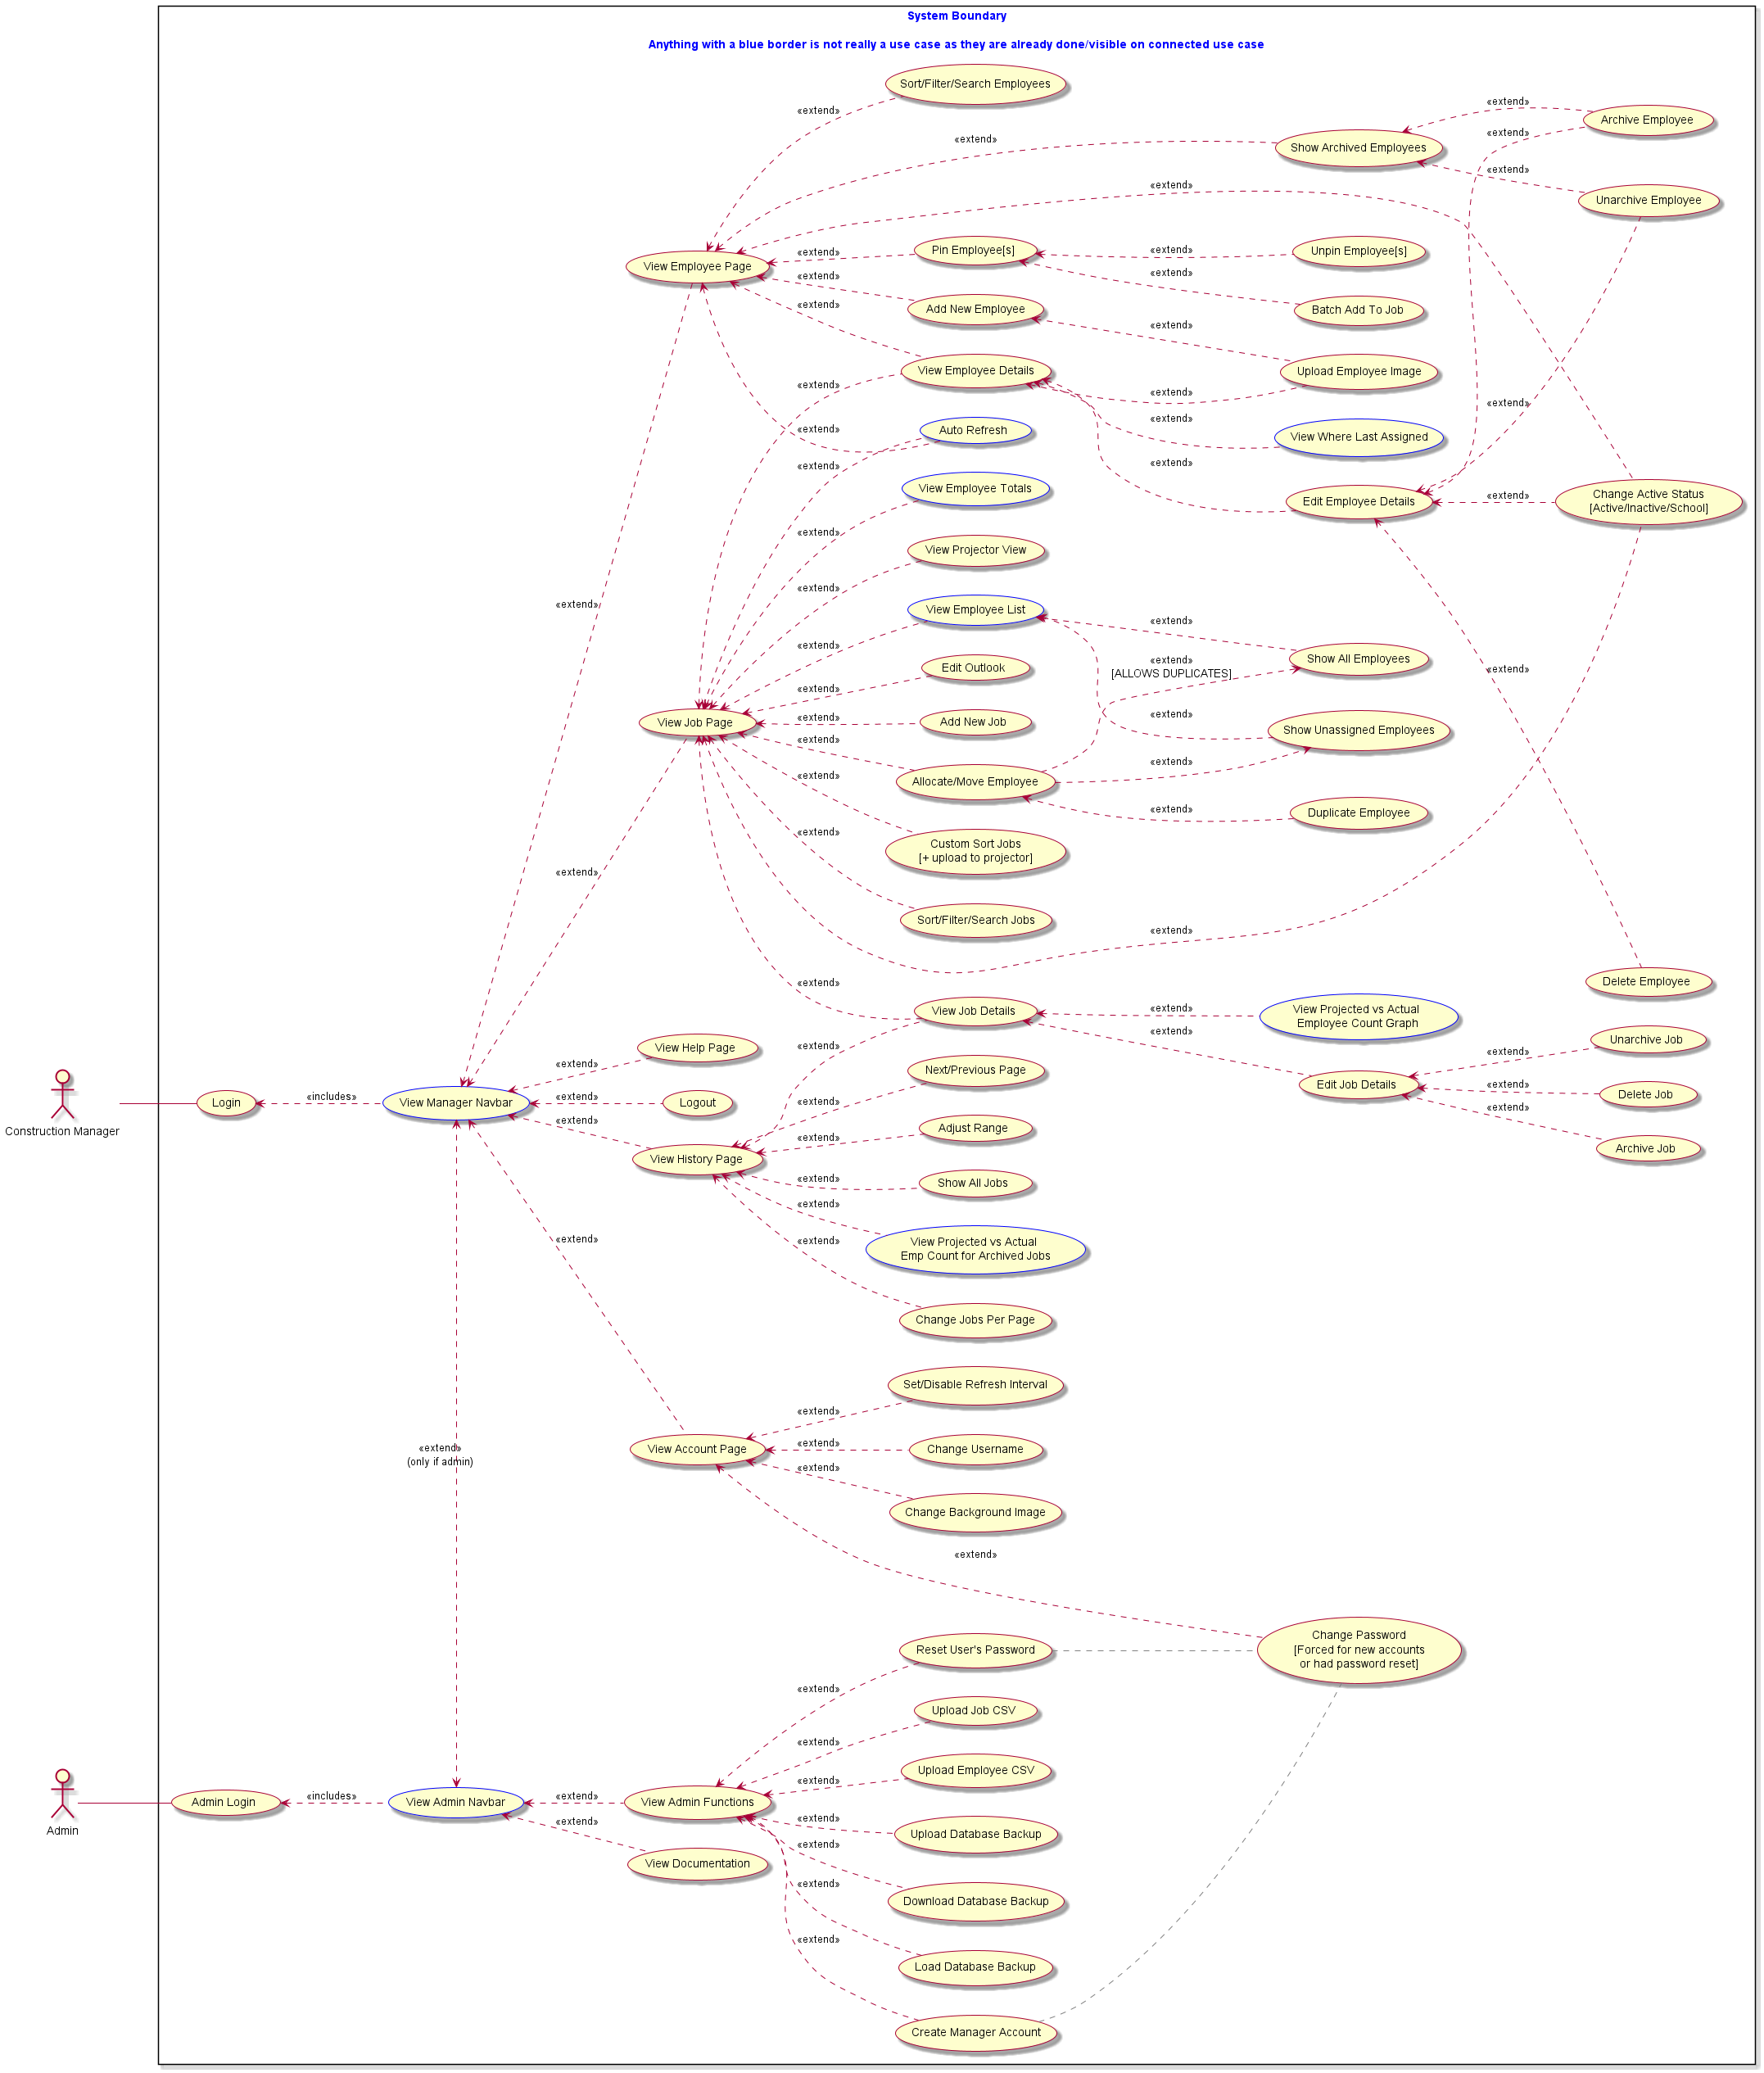 System Boundary
Anything with a blue border is not really a use case as they are already done/visible on connected use case
Sort/Filter/Search Employees
«extend»
«extend»
Archive Employee
«extend»
«extend»
Show Archived Employees
«extend»
«extend»
Unarchive Employee
View Employee Page
«extend»
Pin Employee[s]
«extend»
Unpin Employee[s]
«extend»
Add New Employee
«extend»
Batch Add To Job
«extend»
«extend»
View Employee Details
Upload Employee Image
«extend»
«extend»
«extend»
Auto Refresh
«extend»
View Where Last Assigned
«extend»
«extend»
View Employee Totals
«extend»
Edit Employee Details
«extend»
Change Active Status
[Active/Inactive/School]
View Projector View
«extend»
«extend»
View Employee List
«extend»
«extend»
«extend»
[ALLOWS DUPLICATES]
Show All Employees
Edit Outlook
«extend»
«extend»
View Job Page
«extend»
Add New Job
«extend»
Show Unassigned Employees
«extend»
«extend»
Allocate/Move Employee
«extend»
«extend»
Duplicate Employee
«extend»
Custom Sort Jobs
[+ upload to projector]
«extend»
Sort/Filter/Search Jobs
«extend»
Delete Employee
«extend»
View Job Details
«extend»
View Projected vs Actual
Employee Count Graph
«extend»
Unarchive Job
View Help Page
«extend»
«extend»
«extend»
Next/Previous Page
Edit Job Details
«extend»
Delete Job
Construction Manager
Login
«includes»
View Manager Navbar
«extend»
Logout
«extend»
«extend»
«extend»
Adjust Range
«extend»
Archive Job
View History Page
«extend»
Show All Jobs
«extend»
View Projected vs Actual
Emp Count for Archived Jobs
«extend»
«extend»
Change Jobs Per Page
Set/Disable Refresh Interval
«extend»
View Account Page
«extend»
Change Username
«extend»
(only if admin)
«extend»
Change Background Image
«extend»
Reset User's Password
Change Password
[Forced for new accounts
or had password reset]
«extend»
Upload Job CSV
«extend»
Upload Employee CSV
«extend»
Admin
Admin Login
«includes»
View Admin Navbar
«extend»
View Admin Functions
«extend»
Upload Database Backup
«extend»
View Documentation
«extend»
Download Database Backup
«extend»
Load Database Backup
«extend»
Create Manager Account